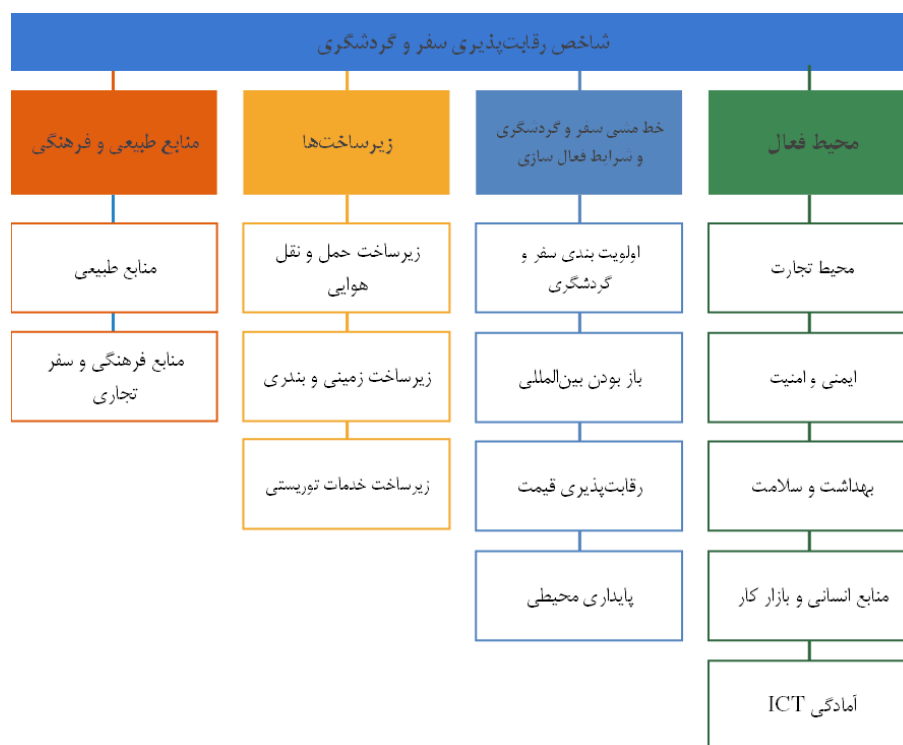 شاخص رقابت‌پذیری سفر و گردشگری
محیط فعال
محیط تجارت
ایمنی و امنیت
بهداشت و سلامت
منابع انسانی و بازار کار
آمادگی ICT
خط مشی سفر و گردشگری
و شرابط فعال سازی
اولویت بندی سفر و
گردشگری
باز بودن بین‌المللی
رقابت‌پذیری قیمت
پایداری محیطی
زیرساخت‌ها
زیرساخت حمل و نقل
هوایی
زیرساخت زمینی و بندری
زیرساخت خدمات توریستی
منابع طبیعی و فرهنگی
منابع طبیعی
منابع فرهنگی و سفر
تجاری